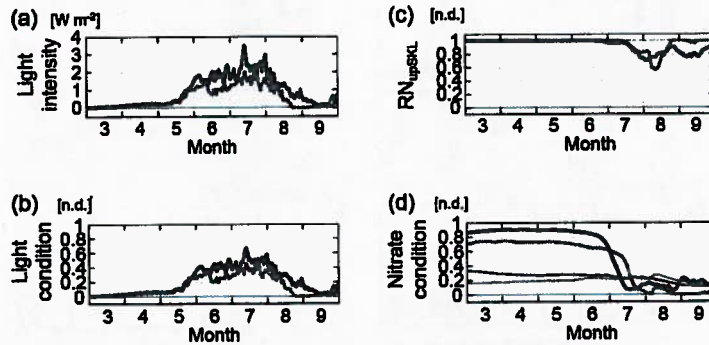 (a) [W m-2]
Light intensity
4
3
2
1
0
3 4 5 6 7 8 9
Month
(b) [n.d.]
Light condition
1
0.8
0.6
0.4
0.2
0
3 4 5 6 7 8 9
Month
(c) [n.d.]
RNupSKL
1
0.8
0.6
0.4
0.2
0
3 4 5 6 7 8 9
Month
(d) [n.d.]
Nitrate condition
1
0.8
0.6
0.4
0.2
0
3 4 5 6 7 8 9
Month